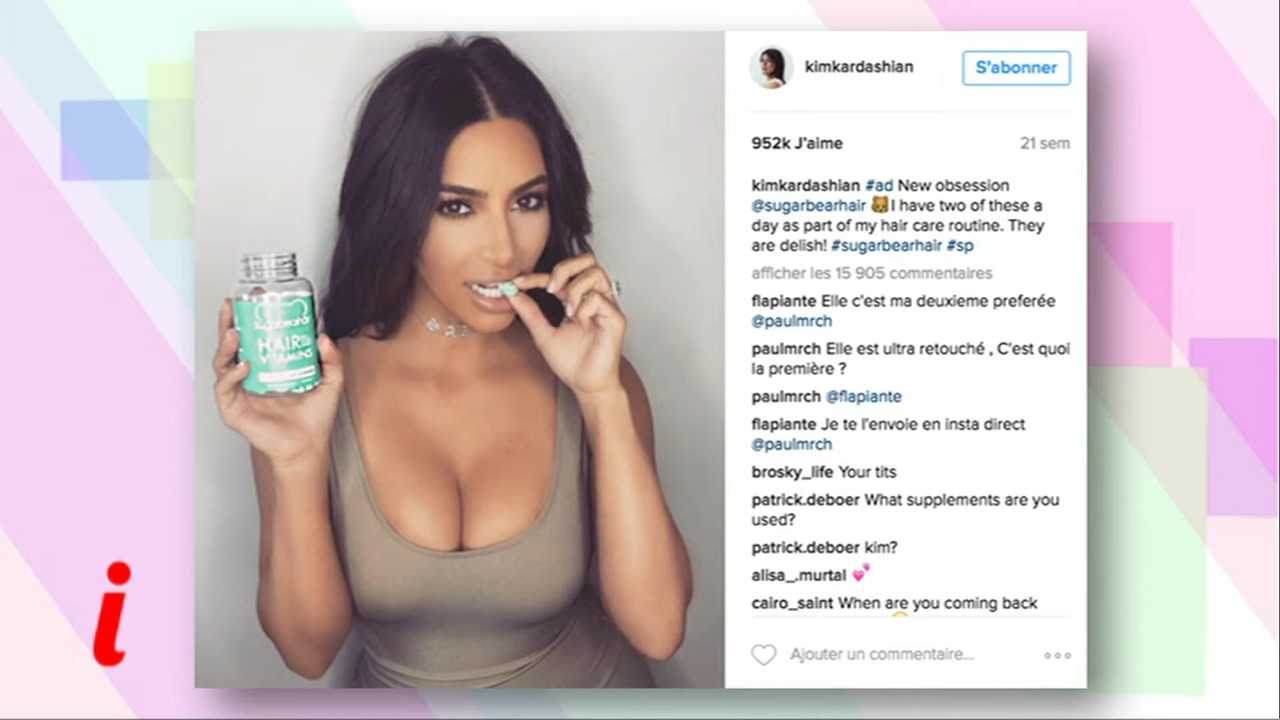 kimkardashian
S'abonner
952k J'aime
21 sem
kimkardashian #ad New obsession
@sugarbearhair 🐻I have two of these a
day as part of my hair care routine. They
are delish! #sugarbearhair #sp
afficher les 15 905 commentaires
flapiante Elle c'est ma deuxieme preferée
@paulmrch
paulmrch Elle est ultra retouché , C'est quoi
la première ?
paulmrch @flapiante
flapiante Je te l'envoie en insta direct
@paulmrch
brosky_life Your tits
patrick.deboer What supplements are you
used?
patrick.deboer kim?
alisa_.murtal 💕
cairo_saint When are you coming back
Ajouter un commentaire...
sugarbearhair
HAIR
VITAMINS
i